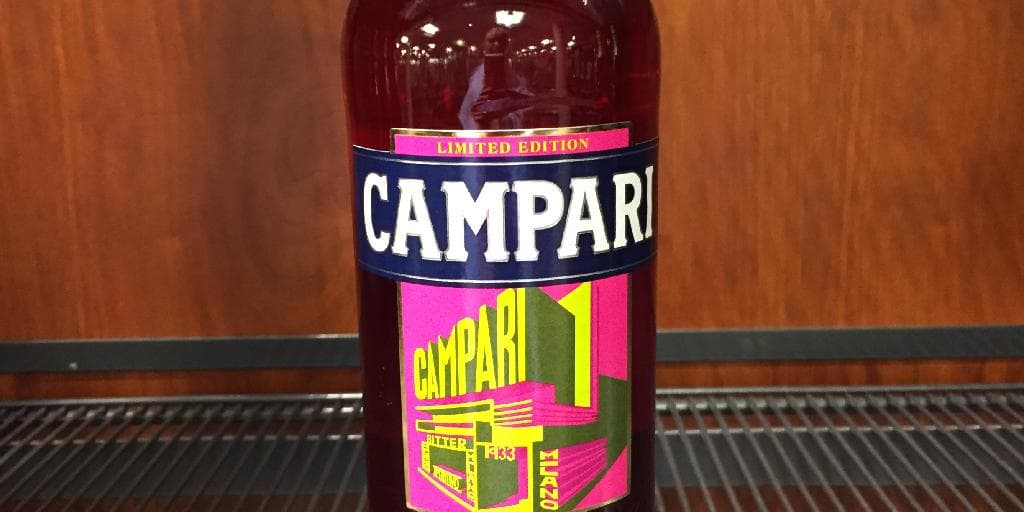 LIMITED EDITION
CAMPARI
CAMPARI
BITTER
1933
MILANO